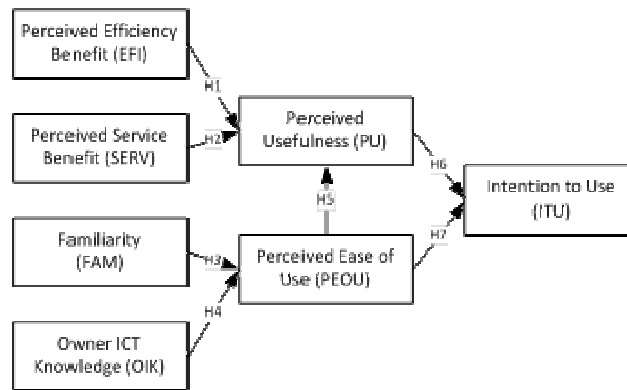 Perceived Efficiency
Benefit (EFI)
H1
Perceived Service
Benefit (SERV)
H2
Perceived
Usefulness (PU)
H6
Intention to Use
(ITU)
H5
H7
Familiarity
(FAM)
H3
Perceived Ease of
Use (PEOU)
H4
Owner ICT
Knowledge (OIK)